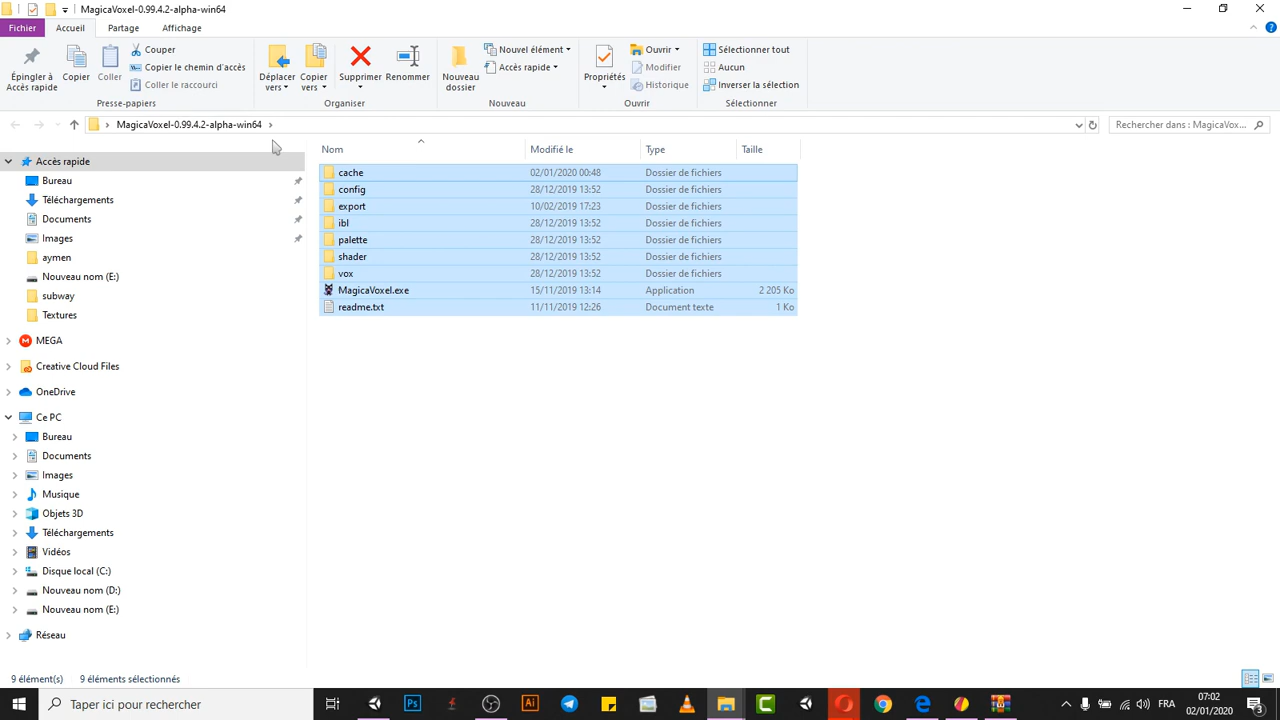 MagicaVoxel-0.99.4.2-alpha-win64
Fichier
Accueil
Partage
Affichage
Épingler à Accès rapide
Copier
Coller
Couper
Copier le chemin d'accès
Coller le raccourci
Presse-papiers
Déplacer vers
Copier vers
Supprimer
Renommer
Organiser
Nouveau dossier
Nouvel élément
Accès rapide
Nouveau
Propriétés
Ouvrir
Modifier
Historique
Ouvrir
Sélectionner tout
Aucun
Inverser la sélection
Sélectionner
MagicaVoxel-0.99.4.2-alpha-win64
Rechercher dans : MagicaVox...
Accès rapide
Bureau
Téléchargements
Documents
Images
aymen
Nouveau nom (E:)
subway
Textures
MEGA
Creative Cloud Files
OneDrive
Ce PC
Bureau
Documents
Images
Musique
Objets 3D
Téléchargements
Vidéos
Disque local (C:)
Nouveau nom (D:)
Nouveau nom (E:)
Réseau
Nom Modifié le Type Taille
cache 02/01/2020 00:48 Dossier de fichiers
config 28/12/2019 13:52 Dossier de fichiers
export 10/02/2019 17:23 Dossier de fichiers
ibl 28/12/2019 13:52 Dossier de fichiers
palette 28/12/2019 13:52 Dossier de fichiers
shader 28/12/2019 13:52 Dossier de fichiers
vox 28/12/2019 13:52 Dossier de fichiers
MagicaVoxel.exe 15/11/2019 13:14 Application 2 205 Ko
readme.txt 11/11/2019 12:26 Document texte 1 Ko
9 élément(s) 9 éléments sélectionnés
Taper ici pour rechercher
Ps
Ai
FRA
07:02
02/01/2020
3